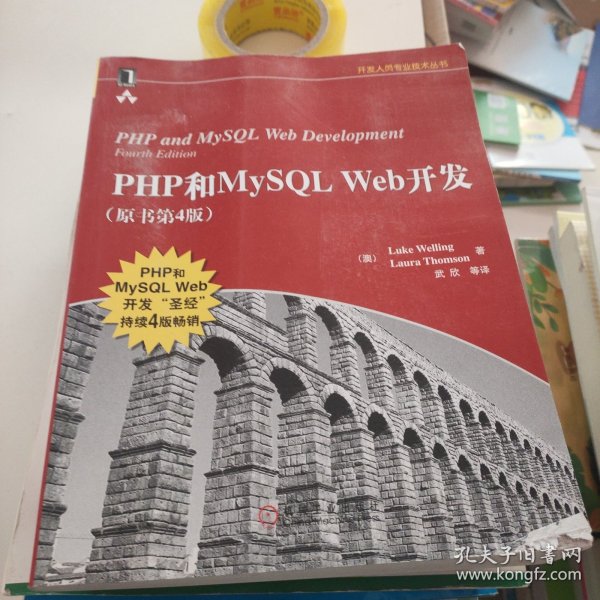 开发人员专业技术丛书
PHP and MySQL Web Development
Fourth Edition
PHP和MySQL Web开发
（原书第4版）
（澳） Luke Welling 著
Laura Thomson
武欣 等译
PHP和
MySQL Web
开发“圣经”
持续4版畅销
孔夫子旧书网
www.kongfz.com